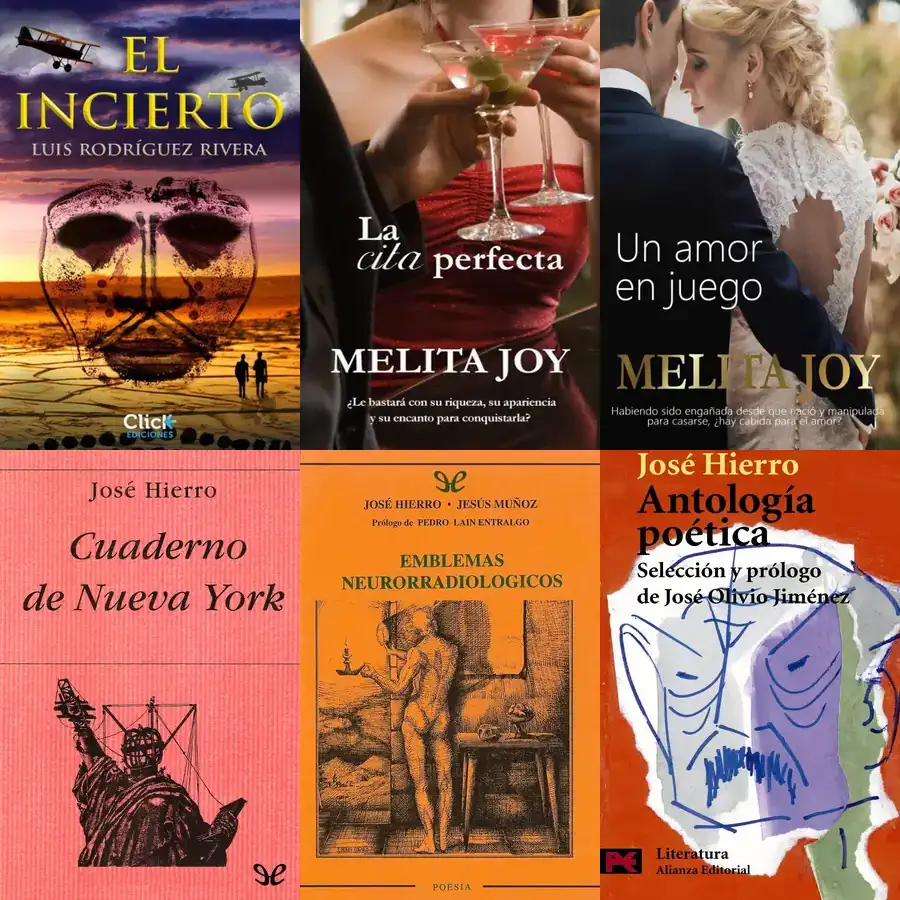 EL
INCIERTO
LUIS RODRÍGUEZ RIVERA
Click
EDICIONES
La
cita perfecta
MELITA JOY
¿Le bastará con su riqueza, su apariencia
y su encanto para conquistarla?
Un amor
en juego
MELITA JOY
Habiendo sido engañada desde que nació y manipulada
para casarse, ¿hay cabida para el amor?
José Hierro
Cuaderno
de Nueva York
JOSÉ HIERRO • JESÚS MUÑOZ
Prólogo de PEDRO LAIN ENTRALGO
EMBLEMAS
NEURORRADIOLOGICOS
POESIA
José Hierro
Antología
poética
Selección y prólogo
de José Olivio Jiménez
Literatura
Alianza Editorial